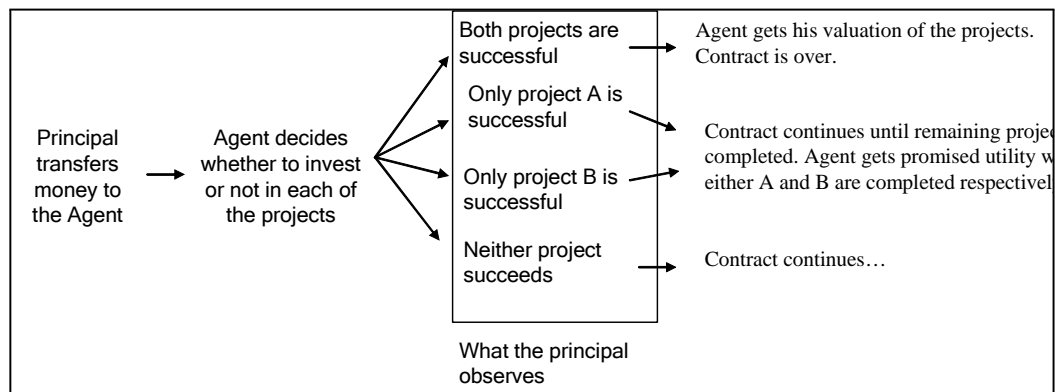 Principal
transfers
money to
the Agent
Agent decides
whether to invest
or not in each of
the projects
Both projects are
successful
Only project A is
successful
Only project B is
successful
Neither project
succeeds
What the principal
observes
Agent gets his valuation of the projects.
Contract is over.
Contract continues until remaining
completed. Agent gets promised utility
either A and B are completed
Contract continues…